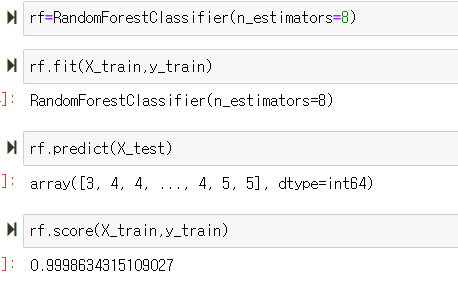 rf=RandomForestClassifier(n_estimators=8)
rf.fit(X_train,y_train)
]: RandomForestClassifier(n_estimators=8)
rf.predict(X_test)
]: array([3, 4, 4, ..., 4, 5, 5], dtype=int64)
rf.score(X_train,y_train)
]: 0.9998634315109027